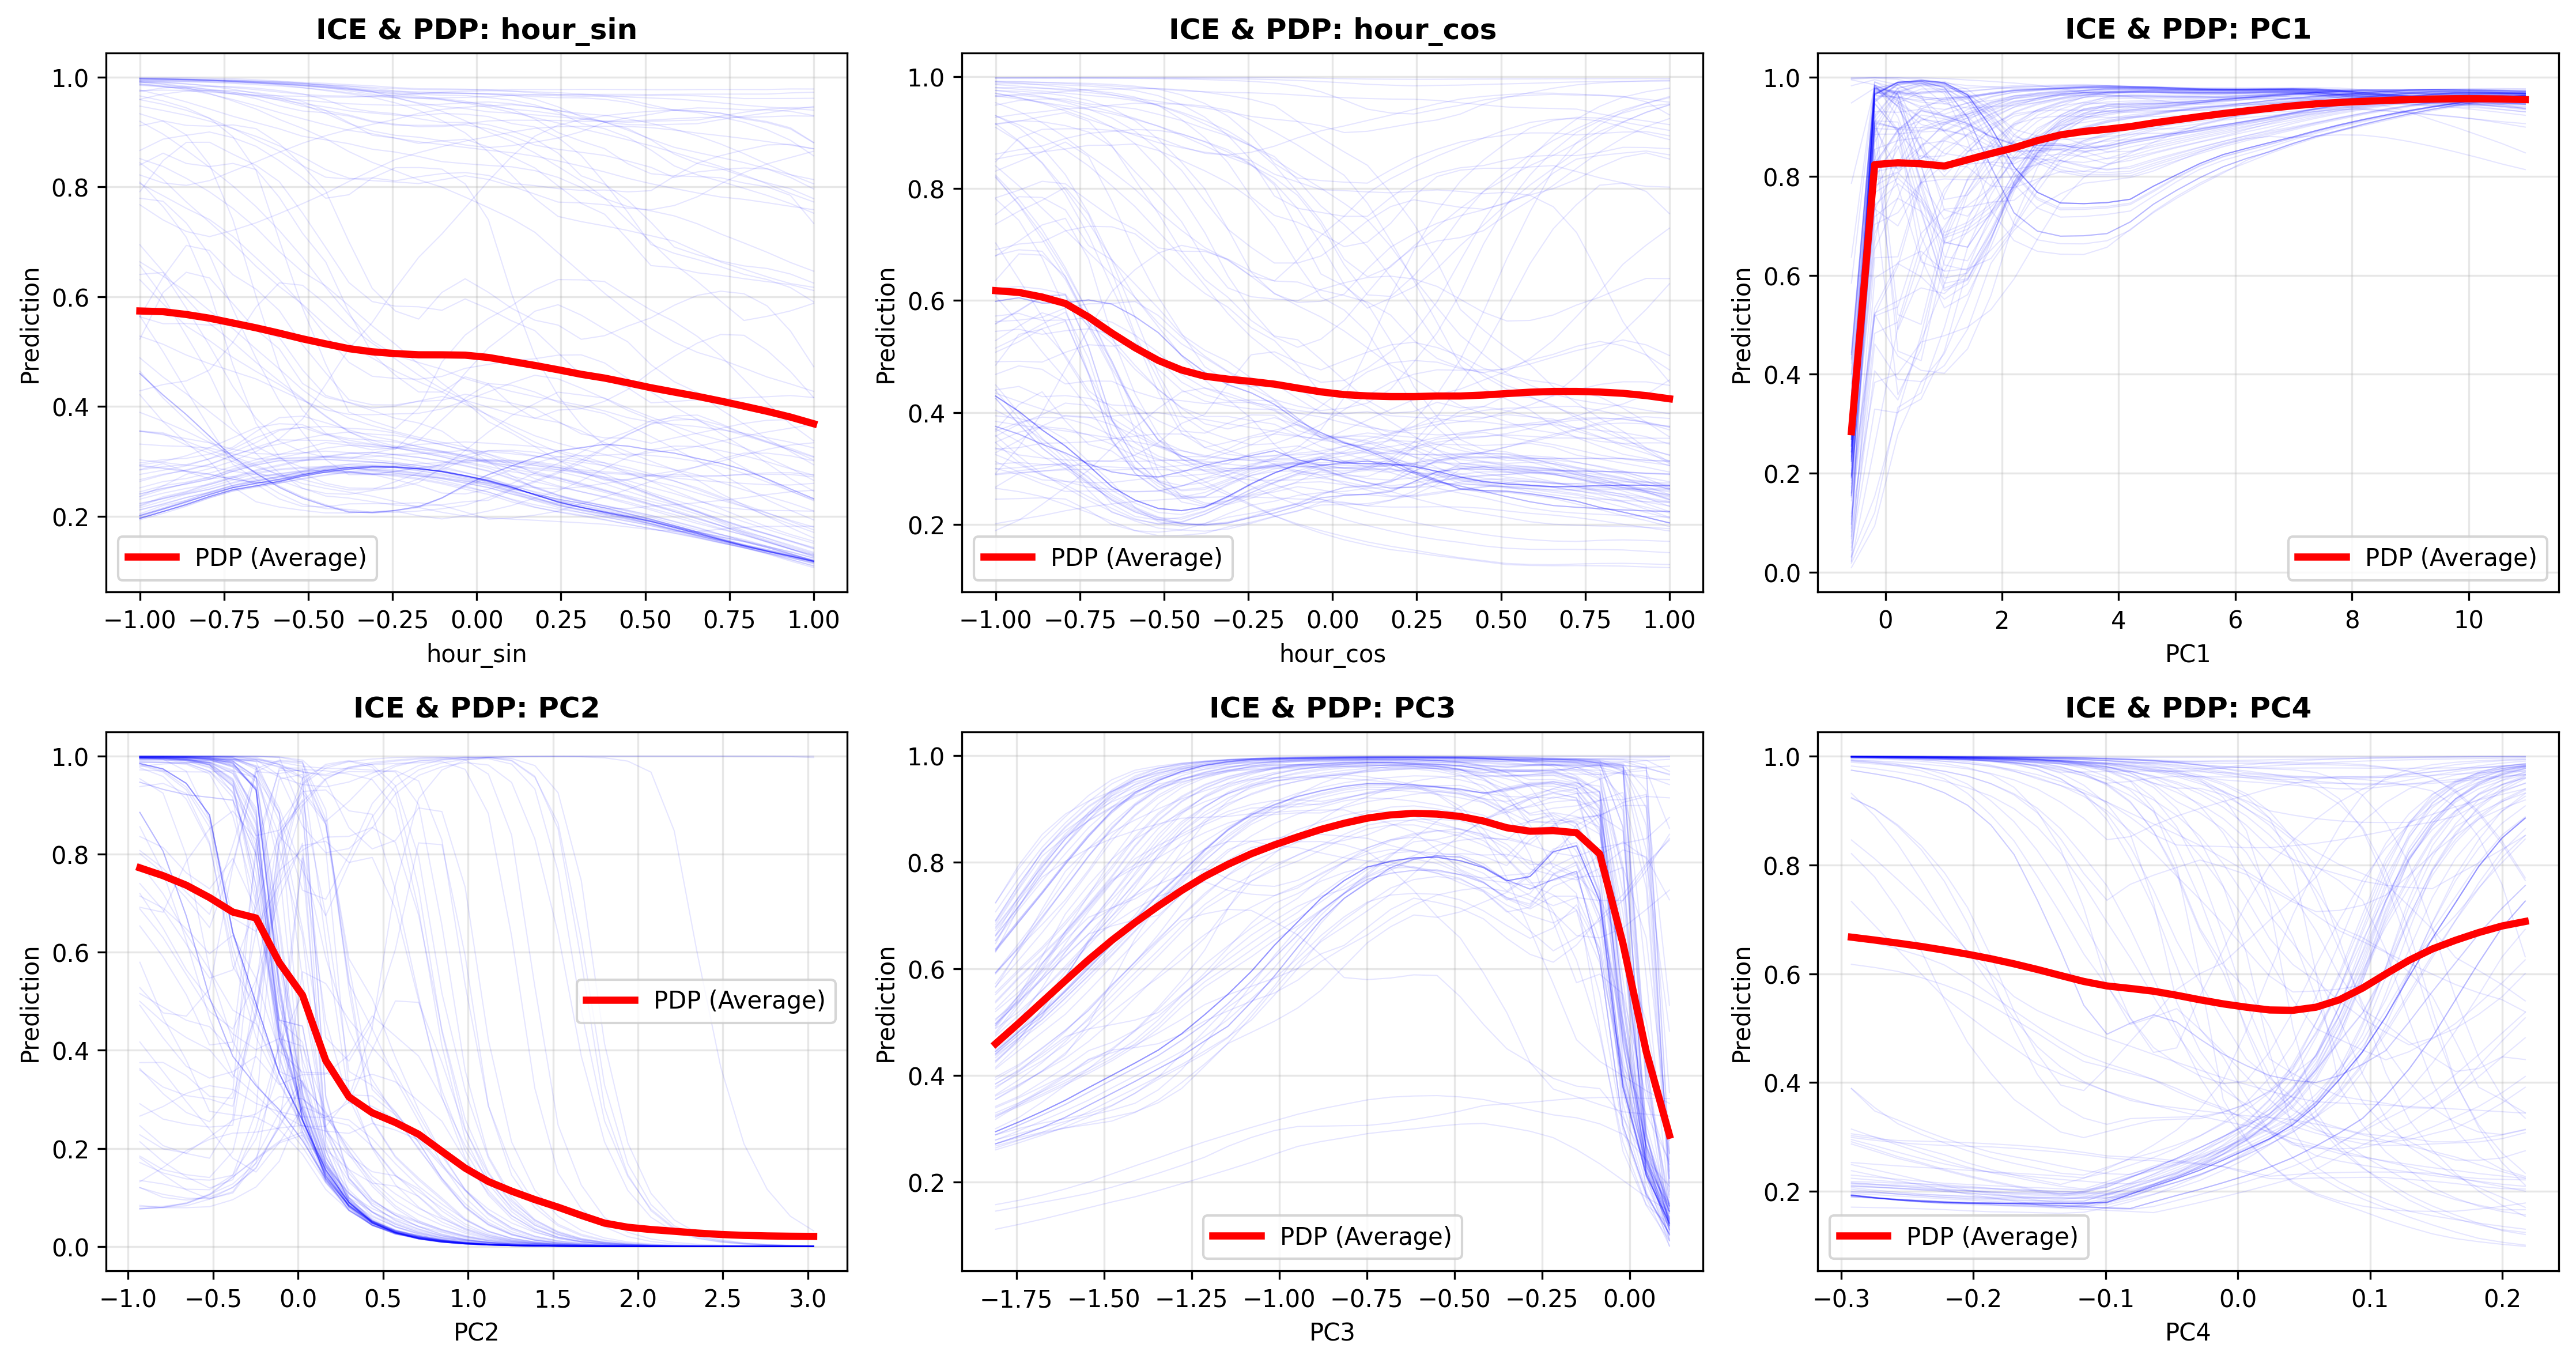 ICE & PDP: hour_sin
Prediction
1.0
0.8
0.6
0.4
0.2
PDP (Average)
−1.00 −0.75 −0.50 −0.25 0.00 0.25 0.50 0.75 1.00
hour_sin
ICE & PDP: hour_cos
Prediction
1.0
0.8
0.6
0.4
0.2
PDP (Average)
−1.00 −0.75 −0.50 −0.25 0.00 0.25 0.50 0.75 1.00
hour_cos
ICE & PDP: PC1
Prediction
1.0
0.8
0.6
0.4
0.2
0.0
PDP (Average)
0 2 4 6 8 10
PC1
ICE & PDP: PC2
Prediction
1.0
0.8
0.6
0.4
0.2
0.0
PDP (Average)
−1.0 −0.5 0.0 0.5 1.0 1.5 2.0 2.5 3.0
PC2
ICE & PDP: PC3
Prediction
1.0
0.8
0.6
0.4
0.2
PDP (Average)
−1.75 −1.50 −1.25 −1.00 −0.75 −0.50 −0.25 0.00
PC3
ICE & PDP: PC4
Prediction
1.0
0.8
0.6
0.4
0.2
PDP (Average)
−0.3 −0.2 −0.1 0.0 0.1 0.2
PC4